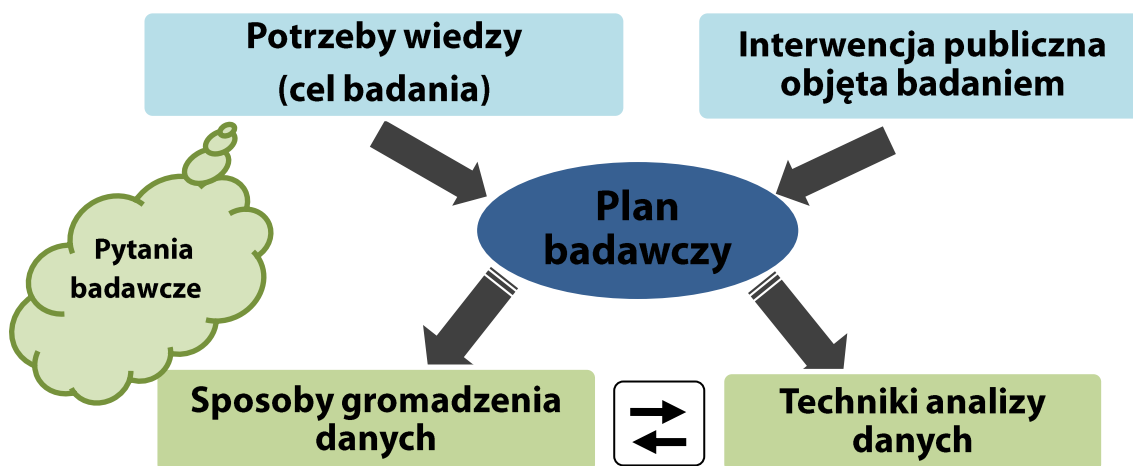 Potrzeby wiedzy
(cel badania)
Interwencja publiczna
objęta badaniem
Plan
badawczy
Pytania
badawcze
Sposoby gromadzenia
danych
Techniki analizy
danych